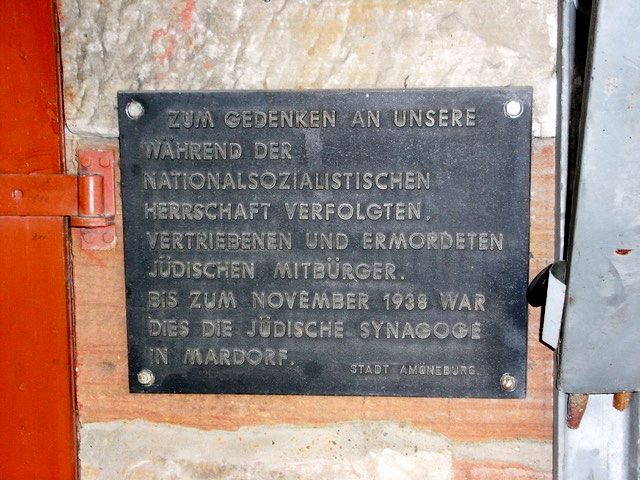 ZUM GEDENKEN AN UNSERE
WÄHREND DER
NATIONALSOZIALISTISCHEN
HERRSCHAFT VERFOLGTEN,
VERTRIEBENEN UND ERMORDETEN
JÜDISCHEN MITBÜRGER.
BIS ZUM NOVEMBER 1938 WAR
DIES DIE JÜDISCHE SYNAGOGE
IN MARDORF.
STADT AMÖNEBURG.